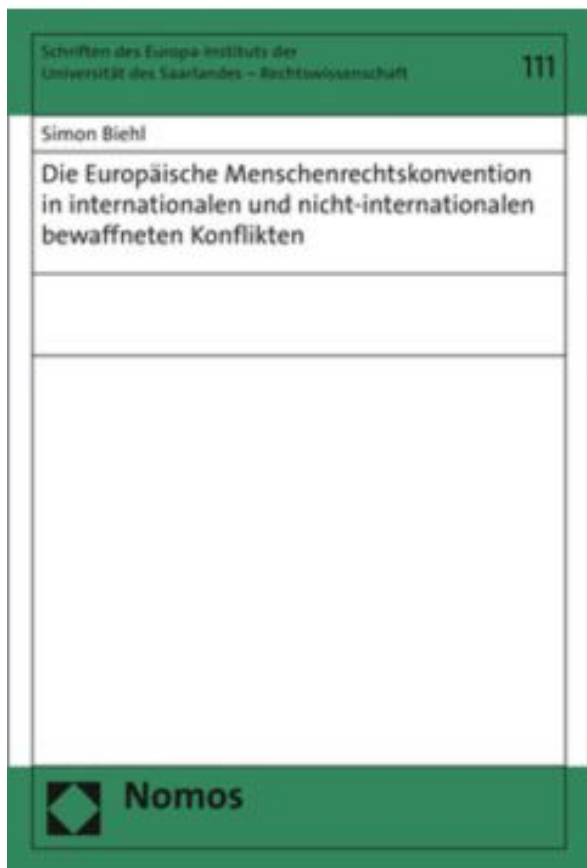 Schriften des Europa-Instituts der
Universität des Saarlandes – Rechtswissenschaft
111
Simon Biehl
Die Europäische Menschenrechtskonvention
in internationalen und nicht-internationalen
bewaffneten Konflikten
Nomos